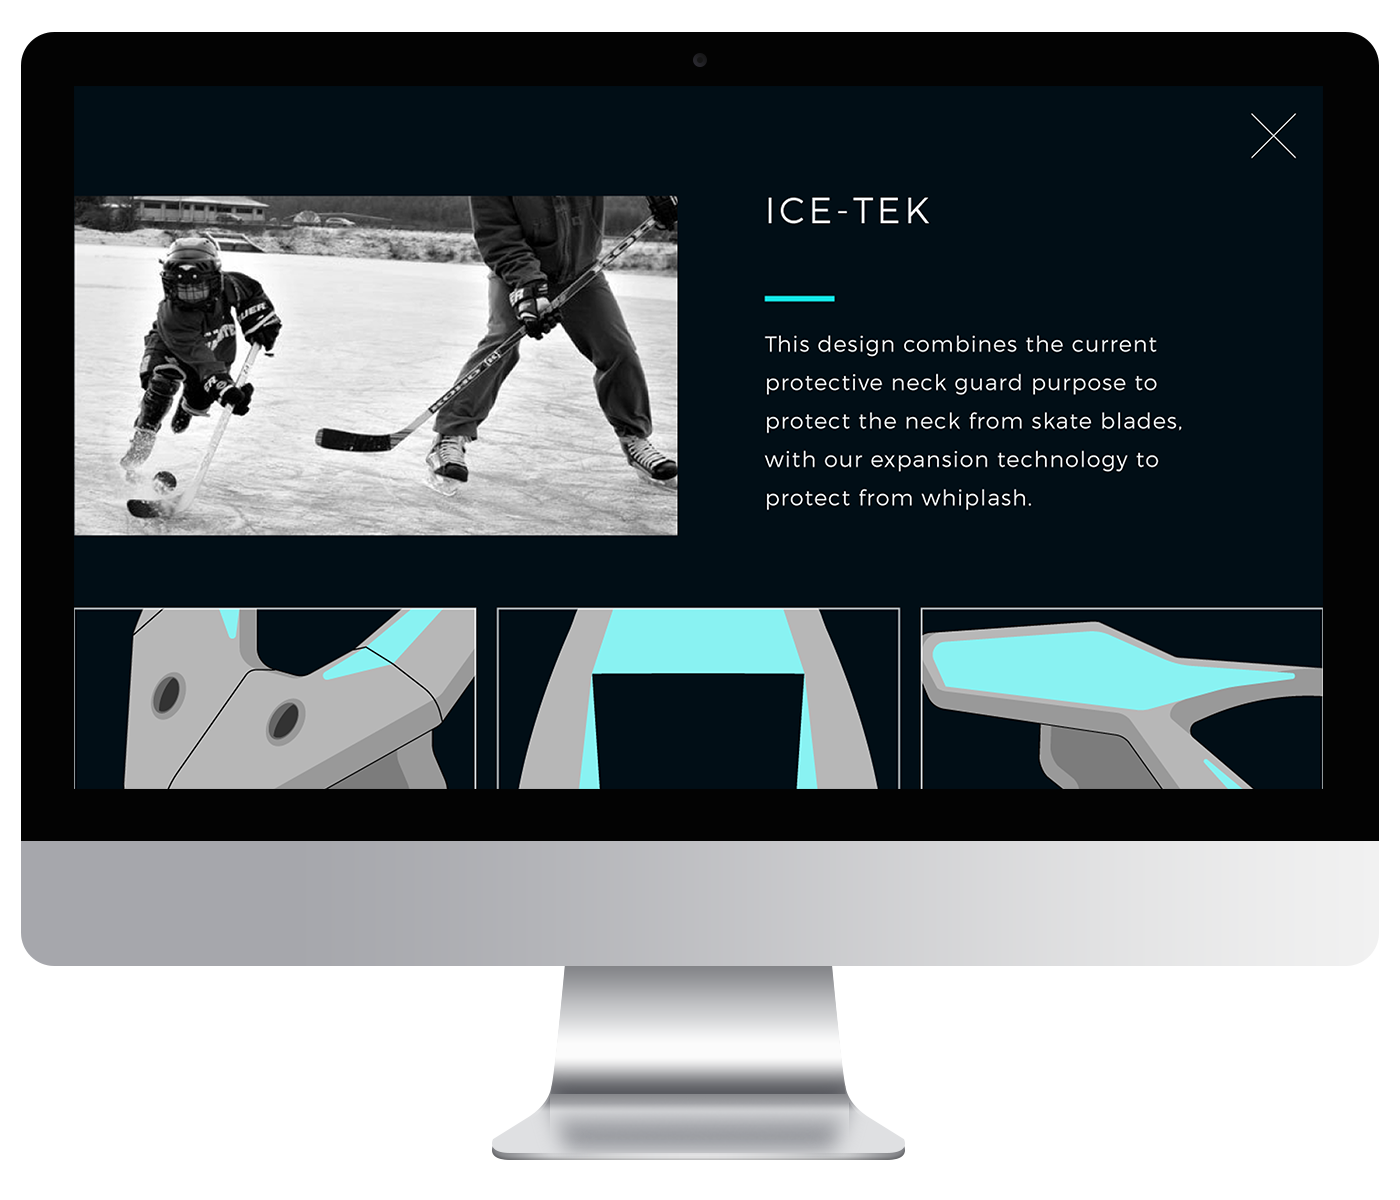 ICE-TEK
This design combines the current
protective neck guard purpose to
protect the neck from skate blades,
with our expansion technology to
protect from whiplash.
KOHO